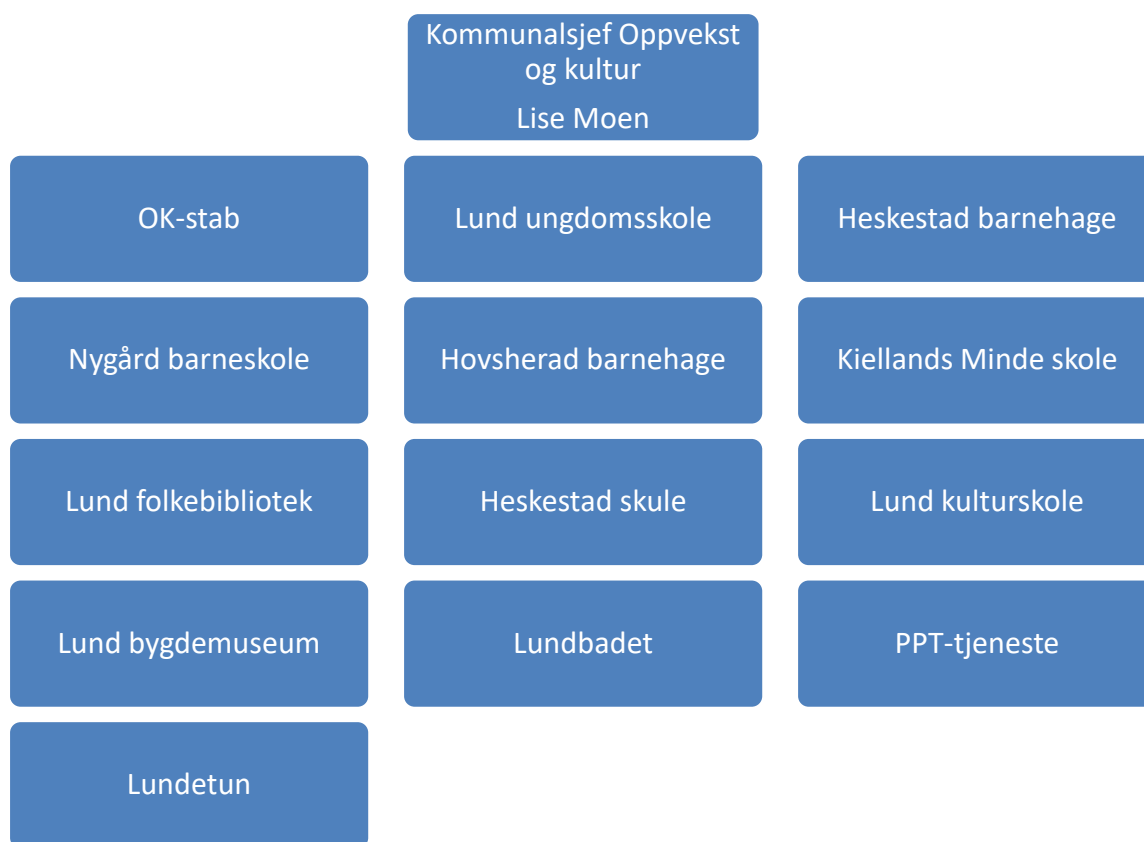 Kommunalsjef Oppvekst
og kultur
Lise Moen
OK-stab
Lund ungdomsskole
Heskestad barnehage
Nygård barneskole
Hovsherad barnehage
Kiellands Minde skole
Lund folkebibliotek
Heskestad skule
Lund kulturskole
Lund bygdemuseum
Lundbadet
PPT-tjeneste
Lundetun